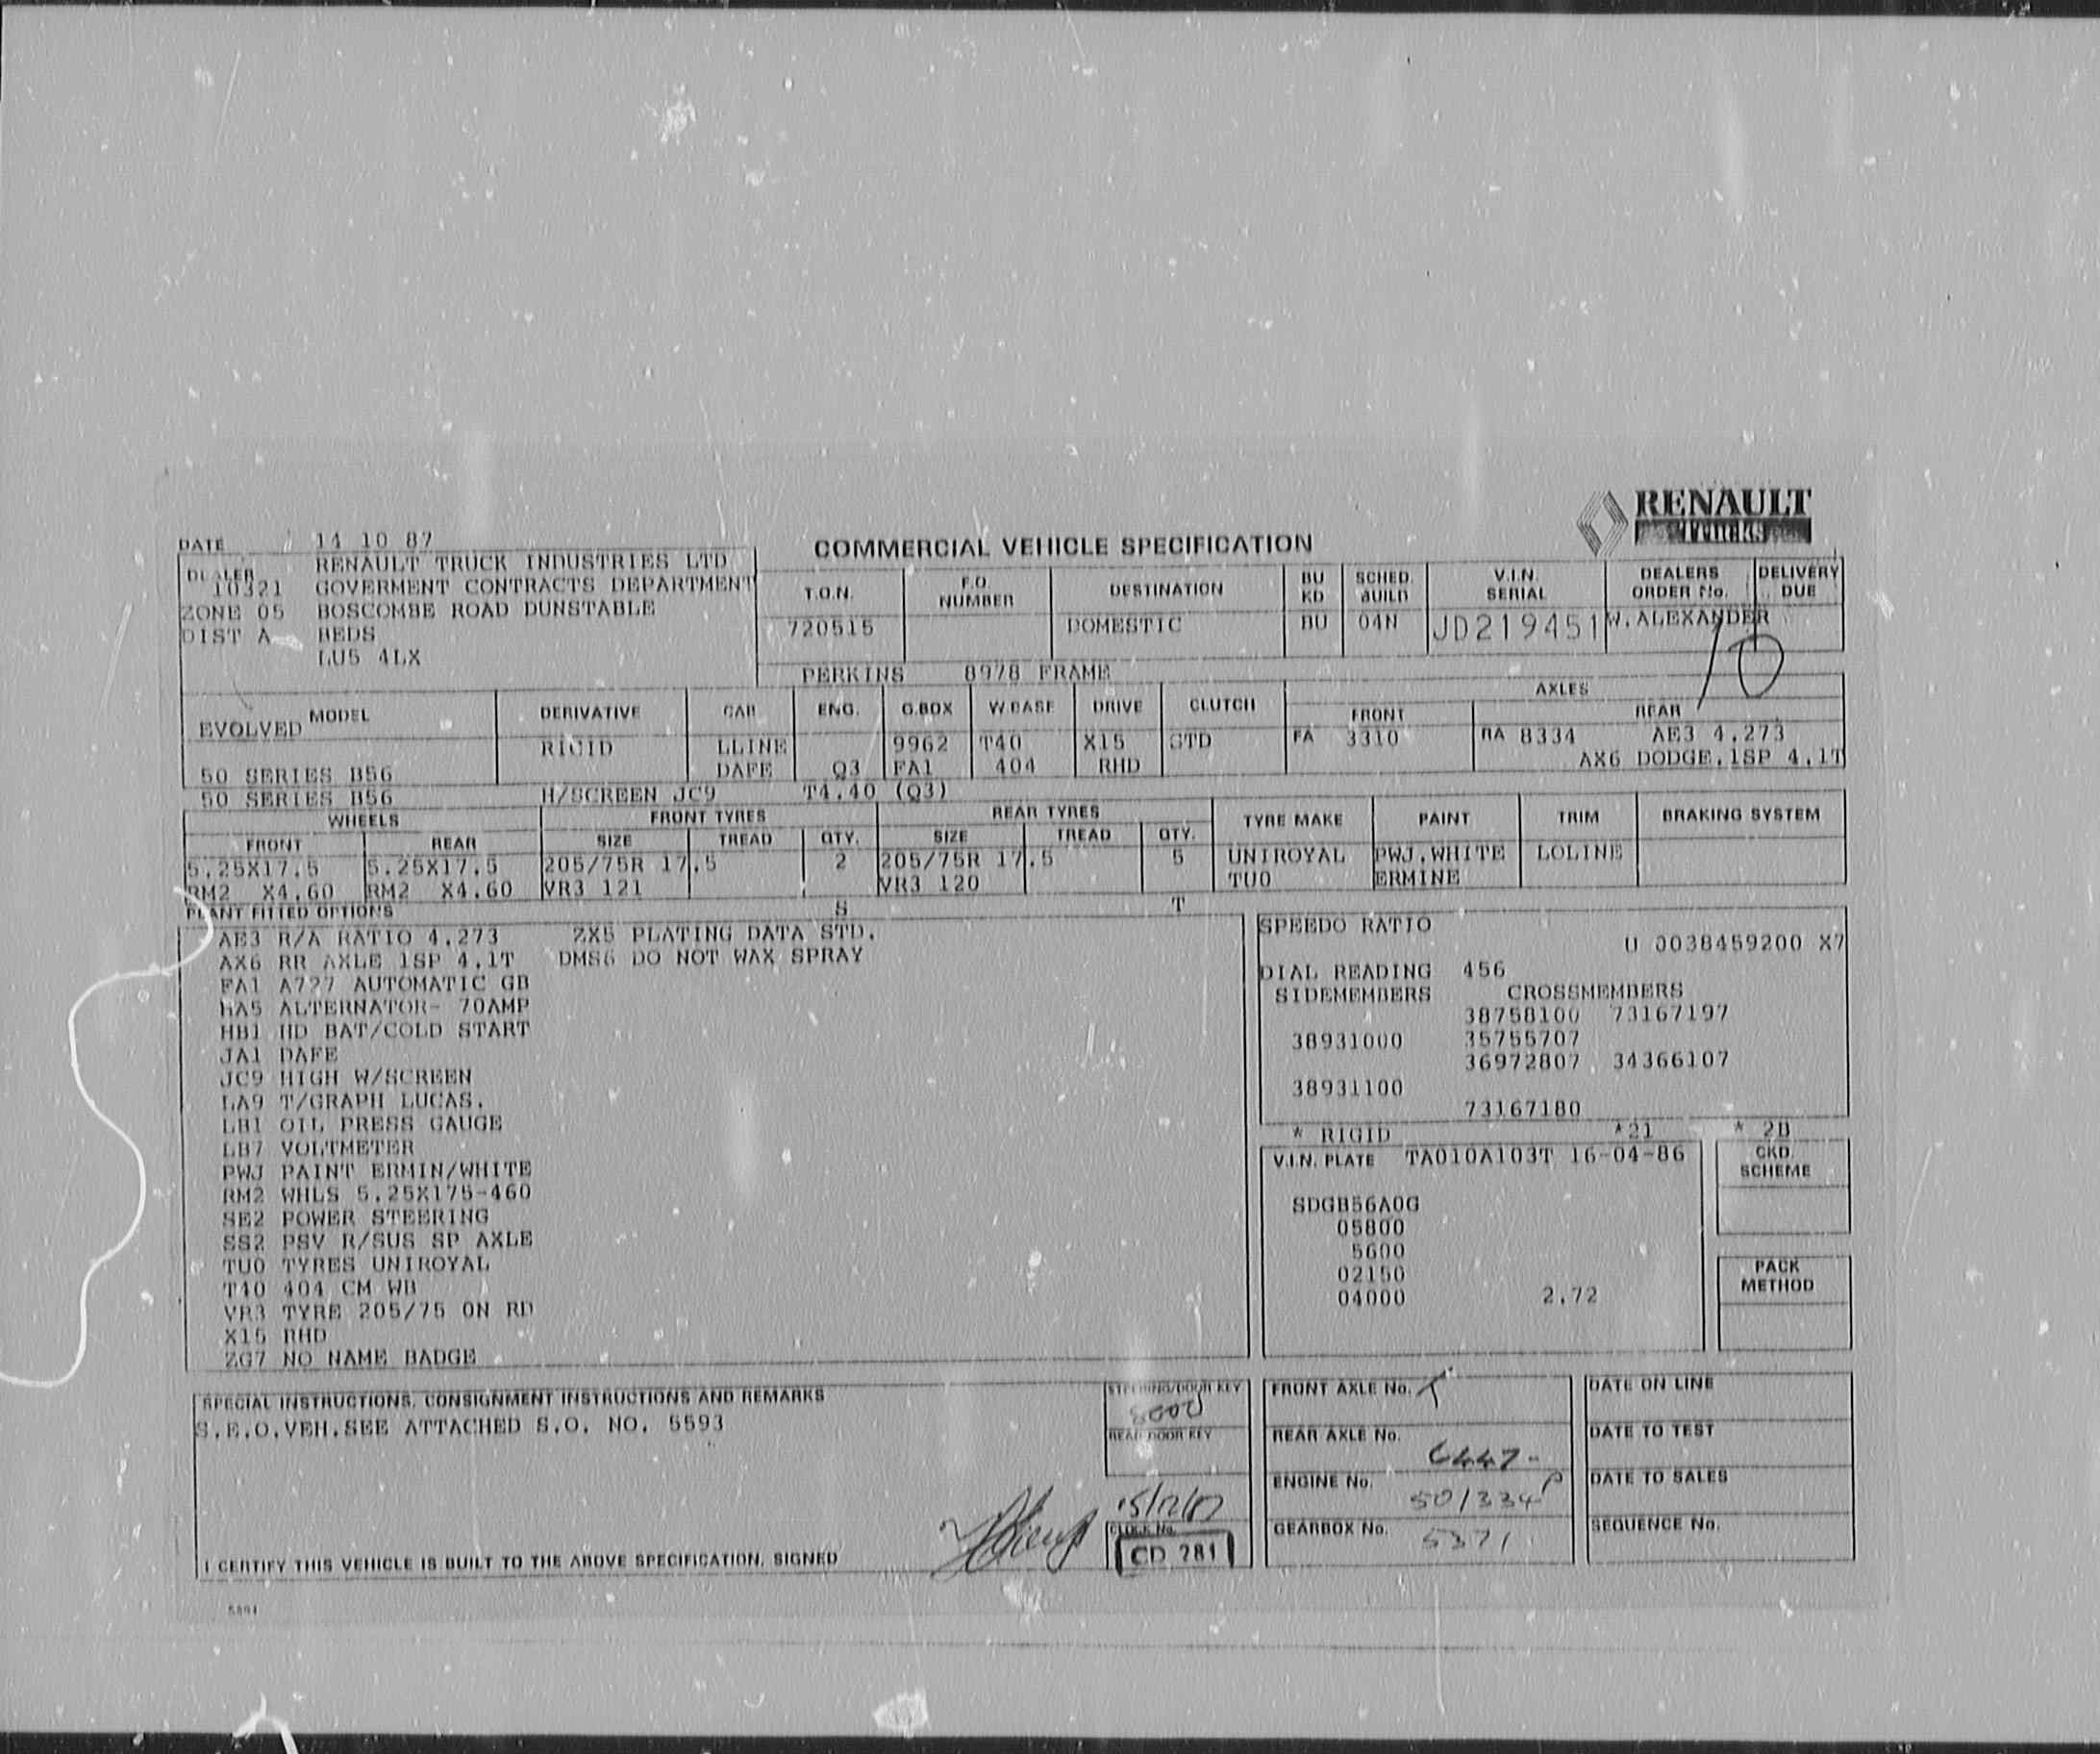 RENAULT
TRUCKS
DATE 14 10 87
COMMERCIAL VEHICLE SPECIFICATION
DEALER RENAULT TRUCK INDUSTRIES LTD
10321 GOVERMENT CONTRACTS DEPARTMENT
ZONE 05 BOSCOMBE ROAD DUNSTABLE
DIST A BEDS
LU5 4LX
T.O.N. F.O. NUMBER DESTINATION BU KD SCHED. BUILD V.I.N. SERIAL DEALERS ORDER No. DELIVERY DUE
720515 DOMESTIC BU 04N JD219451 W.ALEXANDER
10
PERKINS 8978 FRAME
MODEL DERIVATIVE CAB ENG. G.BOX W.BASE DRIVE CLUTCH AXLES
FRONT REAR
EVOLVED RIGID LLINE 9962 T40 X15 STD FA 3310 RA 8334 AE3 4.273
50 SERIES B56 DAFE Q3 FA1 404 RHD AX6 DODGE.1SP 4.1T
50 SERIES B56 H/SCREEN JC9 T4.40 (Q3)
WHEELS FRONT TYRES REAR TYRES TYRE MAKE PAINT TRIM BRAKING SYSTEM
FRONT REAR SIZE TREAD QTY. SIZE TREAD QTY.
5.25X17.5 5.25X17.5 205/75R 17.5 2 205/75R 17.5 5 UNIROYAL PWJ.WHITE LOLINE
RM2 X4.60 RM2 X4.60 VR3 121 VR3 120 TU0 ERMINE
PLANT FITTED OPTIONS S T
AE3 R/A RATIO 4.273 ZX5 PLATING DATA STD.
AX6 RR AXLE 1SP 4.1T DMS6 DO NOT WAX SPRAY
FA1 A727 AUTOMATIC GB
HA5 ALTERNATOR- 70AMP
HB1 HD BAT/COLD START
JA1 DAFE
JC9 HIGH W/SCREEN
LA9 T/GRAPH LUCAS.
LB1 OIL PRESS GAUGE
LB7 VOLTMETER
PWJ PAINT ERMIN/WHITE
RM2 WHLS 5.25X175-460
SE2 POWER STEERING
SS2 PSV R/SUS SP AXLE
TU0 TYRES UNIROYAL
T40 404 CM WB
VR3 TYRE 205/75 ON RD
X15 RHD
ZG7 NO NAME BADGE
SPEEDO RATIO
U 0038459200 X7
DIAL READING 456
SIDEMEMBERS CROSSMEMBERS
38758100 73167197
38931000 35755707
36972807 34366107
38931100
73167180
* RIGID *21 * 2B
V.I.N. PLATE TA010A103T 16-04-86
CKD. SCHEME
SDGB56A0G
05800
5600
02150
04000 2.72
PACK METHOD
SPECIAL INSTRUCTIONS, CONSIGNMENT INSTRUCTIONS AND REMARKS
S.E.O.VEH.SEE ATTACHED S.O. NO. 5593
STEERING/DOOR KEY
REAR DOOR KEY
15/12/87
CLOCK No.
CD 281
I CERTIFY THIS VEHICLE IS BUILT TO THE ABOVE SPECIFICATION. SIGNED
FRONT AXLE No.
REAR AXLE No. 6447-
ENGINE No. 501334 P
GEARBOX No. 5371
DATE ON LINE
DATE TO TEST
DATE TO SALES
SEQUENCE No.